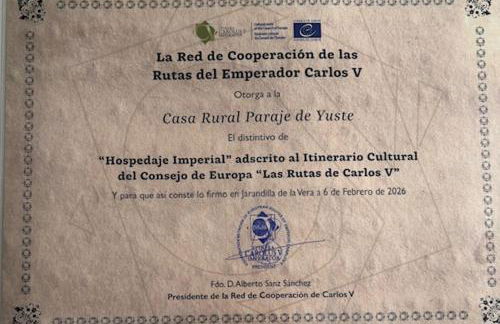 La Red de Cooperación de las
Rutas del Emperador Carlos V
Otorga a la
Casa Rural Paraje de Yuste
El distintivo de
“Hospedaje Imperial” adscrito al Itinerario Cultural
del Consejo de Europa “Las Rutas de Carlos V”
Y para que así conste lo firmo en Jarandilla de la Vera a 6 de Febrero de 2026
CAROLUS V
Fdo. D. Alberto Sanz Sánchez
Presidente de la Red de Cooperación de Carlos V